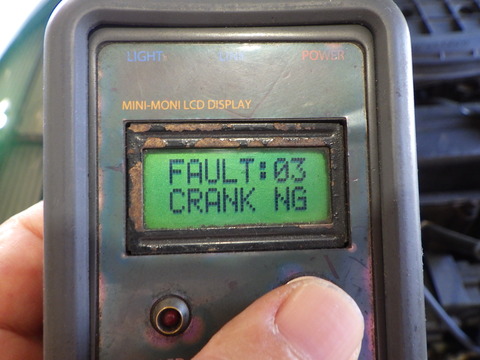 LIGHT
POWER
MINI-MONI LCD DISPLAY
FAULT:03
CRANK NG